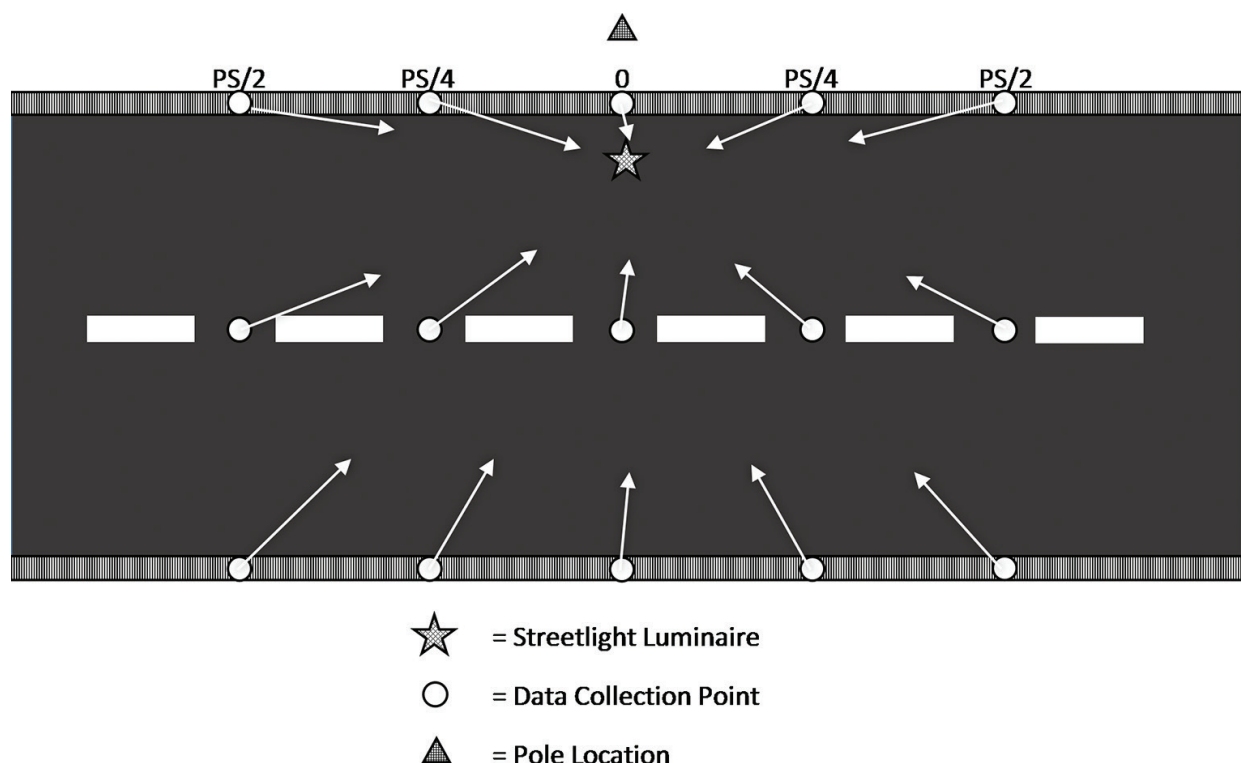 PS/2 PS/4 0 PS/4 PS/2
= Streetlight Luminaire
= Data Collection Point
= Pole Location